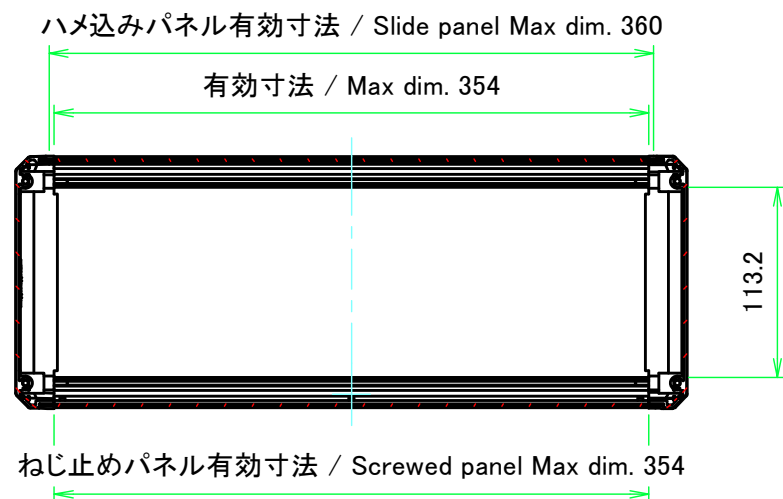 ハメ込みパネル有効寸法 / Slide panel Max dim. 360
有効寸法 / Max dim. 354
113.2
ねじ止めパネル有効寸法 / Screwed panel Max dim. 354